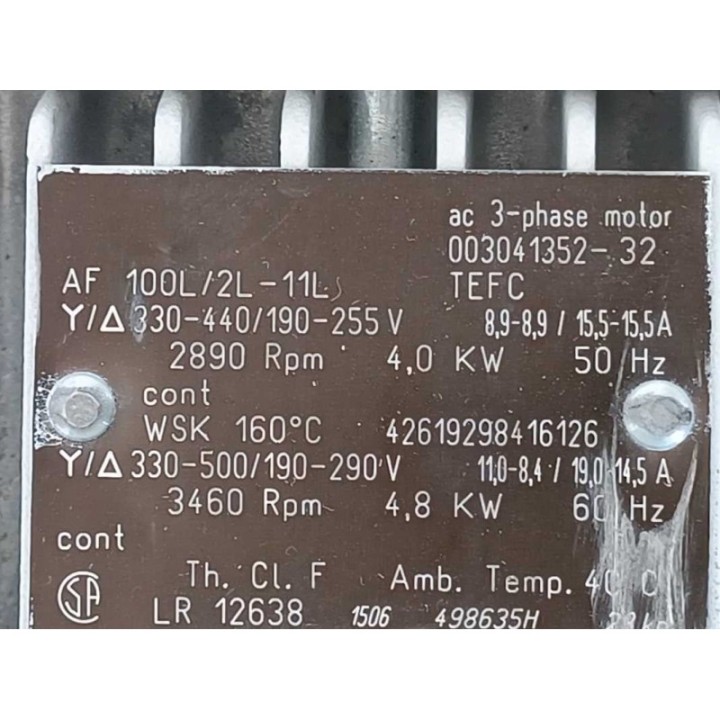 ac 3-phase motor
003041352-32
AF 100L/2L-11L TEFC
Y/Δ 330-440/190-255 V 8,9-8,9 / 15,5-15,5 A
2890 Rpm 4,0 KW 50 Hz
cont
WSK 160°C 42619298416126
Y/Δ 330-500/190-290 V 11,0-8,4 / 19,0-14,5 A
3460 Rpm 4,8 KW 60 Hz
cont
Th. Cl. F Amb. Temp. 40 C
SA LR 12638 1506 498635H